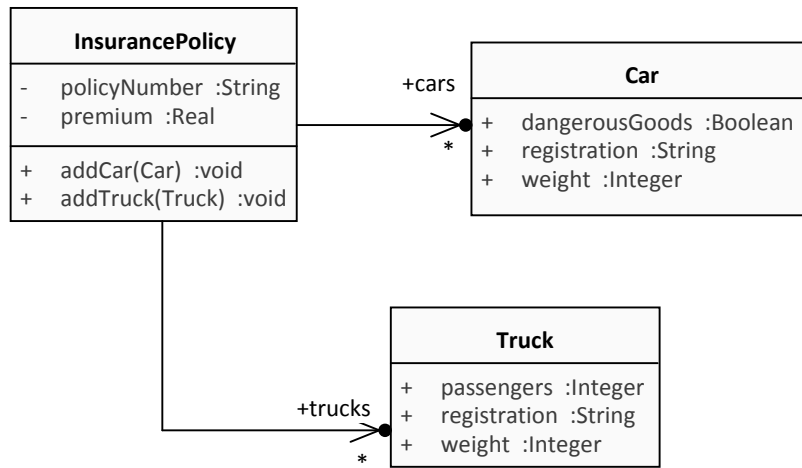 InsurancePolicy
- policyNumber :String
- premium :Real
+ addCar(Car) :void
+ addTruck(Truck) :void
+cars
*
Car
+ dangerousGoods :Boolean
+ registration :String
+ weight :Integer
+trucks
*
Truck
+ passengers :Integer
+ registration :String
+ weight :Integer